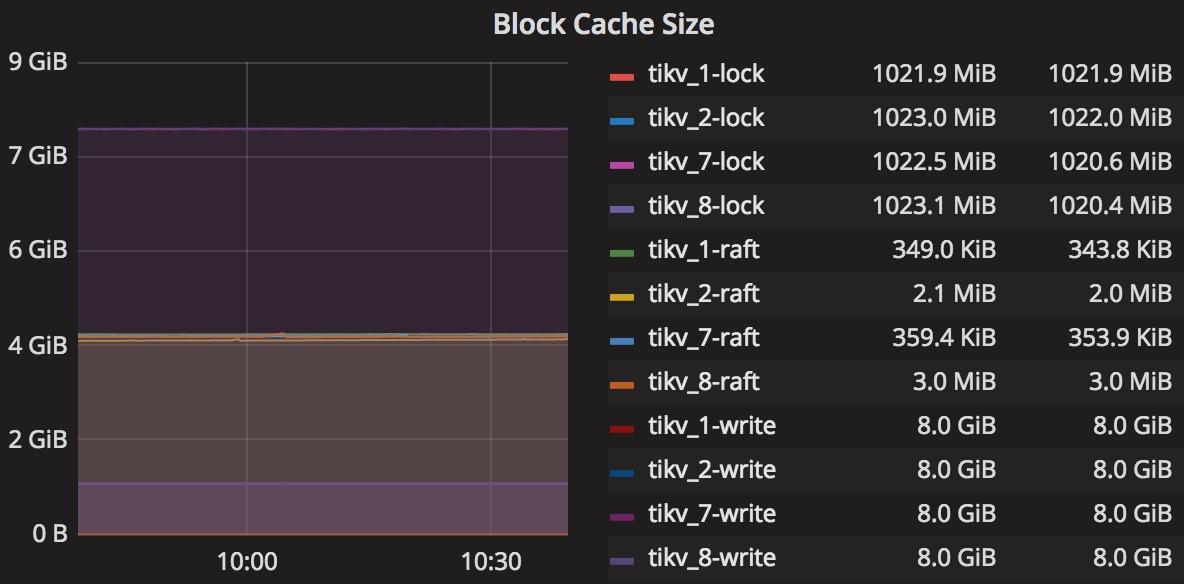 Block Cache Size
9 GiB
7 GiB
6 GiB
4 GiB
2 GiB
0 B
10:00 10:30
tikv_1-lock 1021.9 MiB 1021.9 MiB
tikv_2-lock 1023.0 MiB 1022.0 MiB
tikv_7-lock 1022.5 MiB 1020.6 MiB
tikv_8-lock 1023.1 MiB 1020.4 MiB
tikv_1-raft 349.0 KiB 343.8 KiB
tikv_2-raft 2.1 MiB 2.0 MiB
tikv_7-raft 359.4 KiB 353.9 KiB
tikv_8-raft 3.0 MiB 3.0 MiB
tikv_1-write 8.0 GiB 8.0 GiB
tikv_2-write 8.0 GiB 8.0 GiB
tikv_7-write 8.0 GiB 8.0 GiB
tikv_8-write 8.0 GiB 8.0 GiB